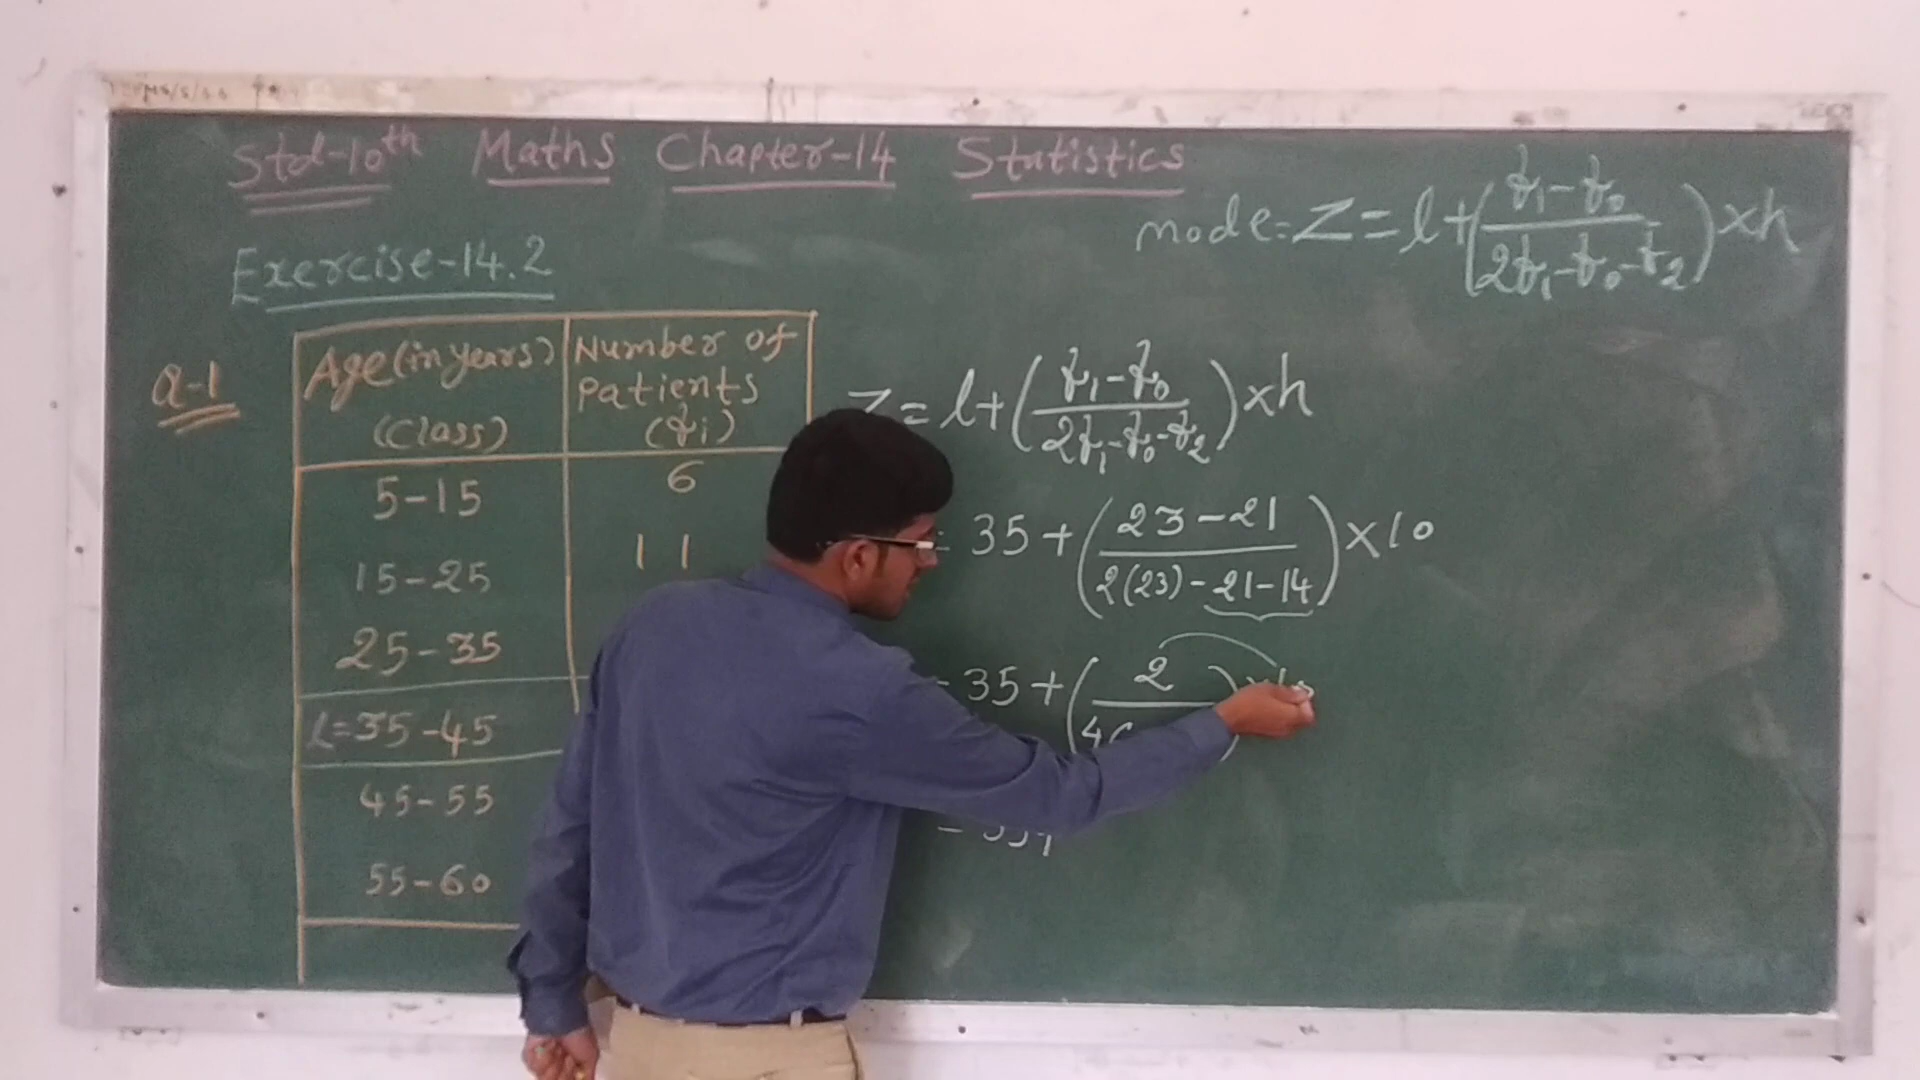 Std-10th Maths Chapter-14 Statistics
mode=Z=l+(f₁-f₀/2f₁-f₀-f₂)×h
Exercise-14.2
Q-1
Age(in years) (Class)
Number of patients (fi)
5-15 6
15-25 11
25-35
l=35-45
45-55
55-60
Z=l+(f₁-f₀/2f₁-f₀-f₂)×h
= 35+(23-21/2(23)-21-14)×10
= 35+(2/4